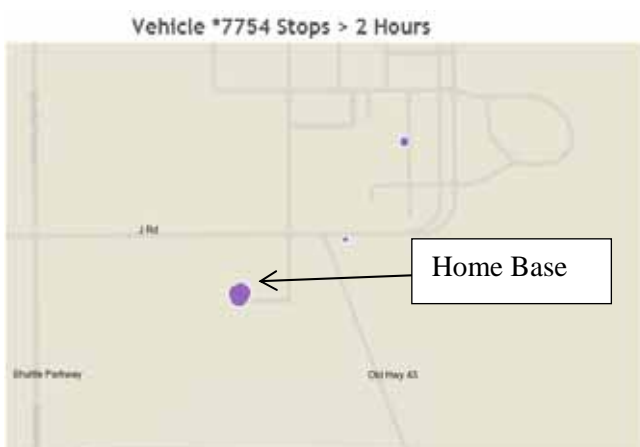 Vehicle *7754 Stops > 2 Hours
J Rd
Home Base
Shuttle Parkway
Old Hwy 43